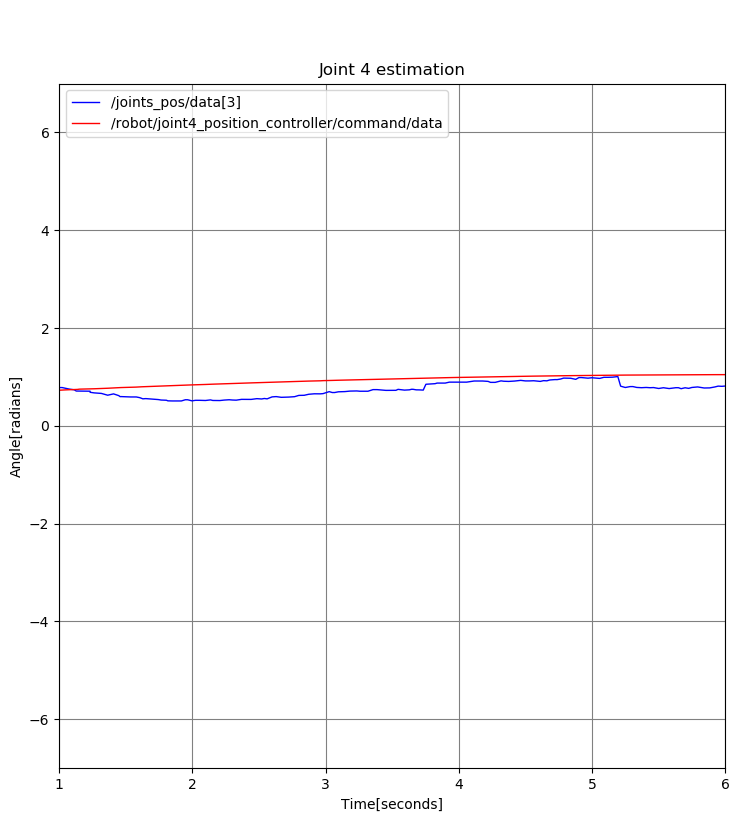 Joint 4 estimation
/joints_pos/data[3]
/robot/joint4_position_controller/command/data
6
4
2
0
−2
−4
−6
Angle[radians]
1 2 3 4 5 6
Time[seconds]